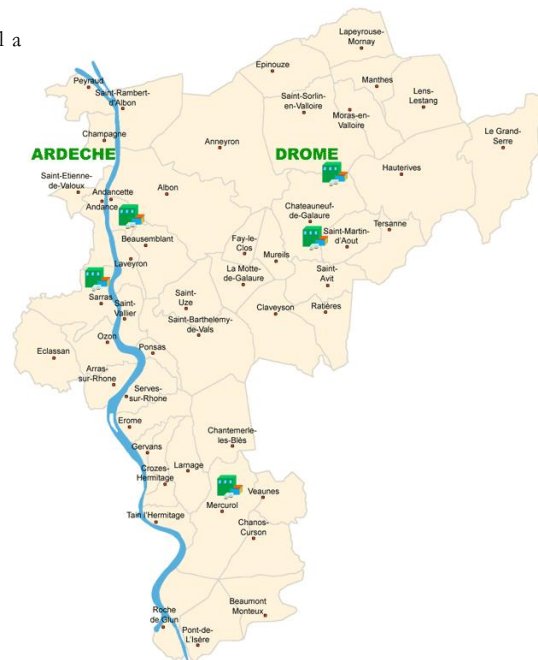 l a
Lapeyrouse-
Mornay
Epinouze
Peyraud
Manthes
Saint-Rambert-
d'Albon
Lens-
Lestang
Saint-Sorlin-
en-Valloire
Moras-en-
Valloire
Champagne
Anneyron
Le Grand-
Serre
ARDECHE
DROME
Hauterives
Saint-Etienne-
de-Valoux
Andancette
Albon
Andance
Chateauneuf-
de-Galaure
Tersanne
Saint-Martin-
d'Aout
Beausemblant
Fay-le-
Clos
Mureils
Laveyron
La Motte-
de-Galaure
Saint-
Avit
Sarras
Saint-
Vallier
Saint-
Uze
Claveyson
Ratières
Saint-Barthelemy-
de-Vals
Ozon
Ponsas
Eclassan
Arras-
sur-Rhone
Serves-
sur-Rhone
Erome
Chantemerle-
les-Blés
Gervans
Crozes-
Hermitage
Larnage
Veaunes
Mercurol
Tain l'Hermitage
Chanos-
Curson
Roche
de Glun
Beaumont
Monteux
Pont-de-
L'Isère